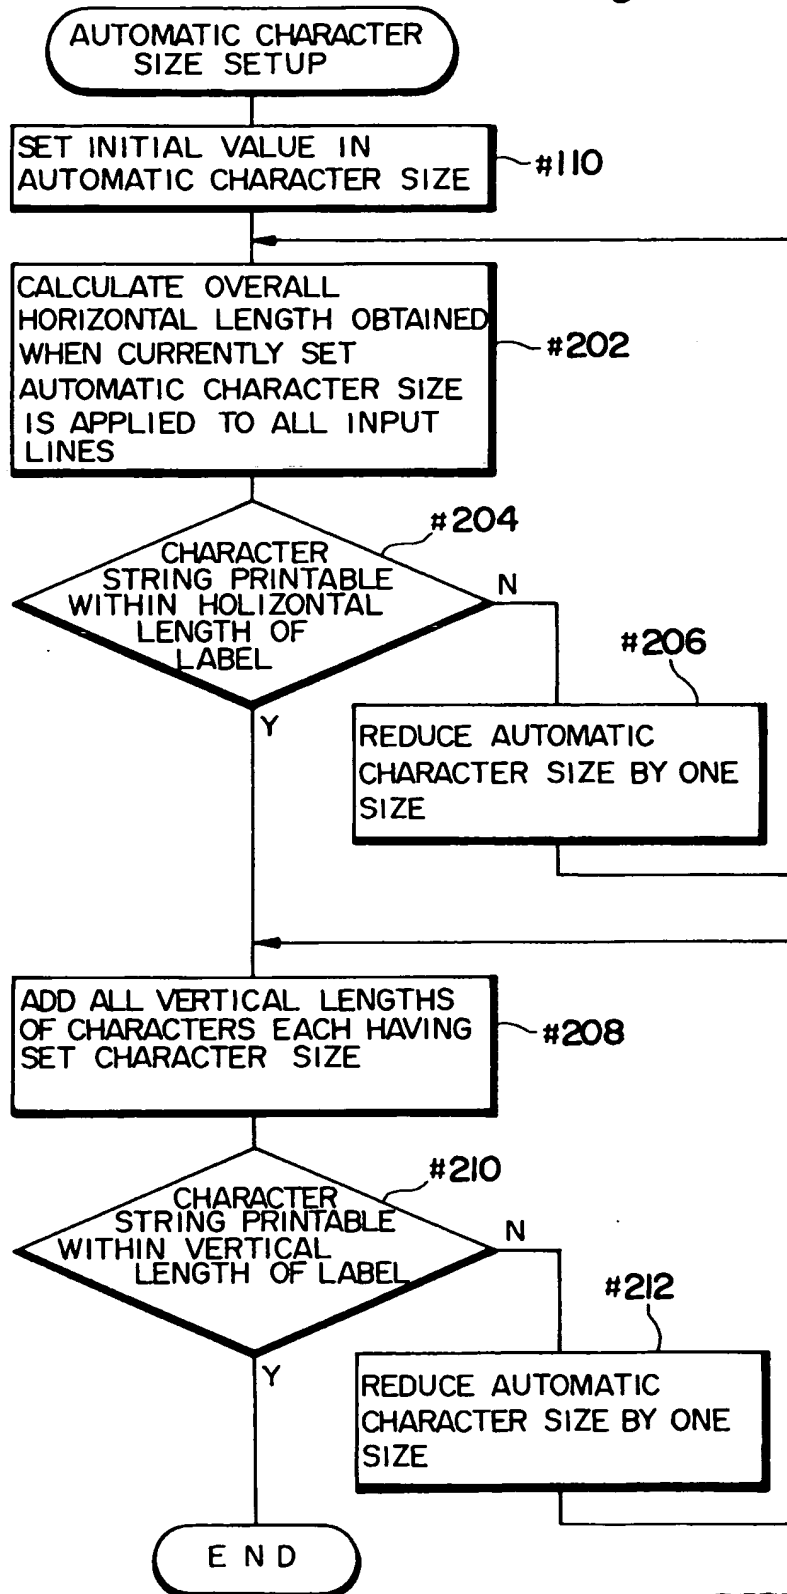 AUTOMATIC CHARACTER
SIZE SETUP
SET INITIAL VALUE IN
AUTOMATIC CHARACTER SIZE
#110
CALCULATE OVERALL
HORIZONTAL LENGTH OBTAINED
WHEN CURRENTLY SET
AUTOMATIC CHARACTER SIZE
IS APPLIED TO ALL INPUT
LINES
#202
#204
CHARACTER
STRING PRINTABLE
WITHIN HOLIZONTAL
LENGTH OF
LABEL
N
Y
#206
REDUCE AUTOMATIC
CHARACTER SIZE BY ONE
SIZE
ADD ALL VERTICAL LENGTHS
OF CHARACTERS EACH HAVING
SET CHARACTER SIZE
#208
#210
CHARACTER
STRING PRINTABLE
WITHIN VERTICAL
LENGTH OF LABEL
N
Y
#212
REDUCE AUTOMATIC
CHARACTER SIZE BY ONE
SIZE
END